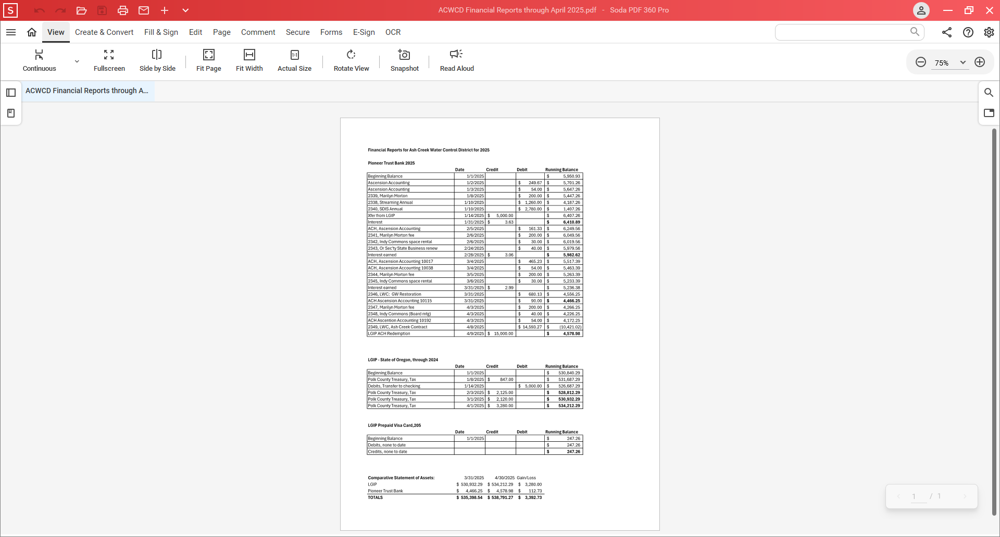 S
ACWCD Financial Reports through April 2025.pdf - Soda PDF 360 Pro
View Create & Convert Fill & Sign Edit Page Comment Secure Forms E-Sign OCR
Continuous Fullscreen Side by Side Fit Page Fit Width 1:1 Actual Size Rotate View Snapshot Read Aloud 75%
ACWCD Financial Reports through A...
Financial Reports for Ash Creek Water Control District for 2025
Pioneer Trust Bank 2025
Date Credit Debit Running Balance
Beginning Balance 1/1/2025 $ 5,950.93
Ascension Accounting 1/2/2025 $ 249.67 $ 5,701.26
Ascension Accounting 1/3/2025 $ 54.00 $ 5,647.26
2339, Marilyn Morton 1/8/2025 $ 200.00 $ 5,447.26
2338, Streaming Annual 1/10/2025 $ 1,260.00 $ 4,187.26
2340, SDIS Annual 1/10/2025 $ 2,780.00 $ 1,407.26
Xfer from LGIP 1/14/2025 $ 5,000.00 $ 6,407.26
Interest 1/31/2025 $ 3.63 $ 6,410.89
ACH, Ascension Accounting 2/5/2025 $ 161.33 $ 6,249.56
2341, Marilyn Morton fee 2/6/2025 $ 200.00 $ 6,049.56
2342, Indy Commons space rental 2/6/2025 $ 30.00 $ 6,019.56
2343, Or Sec'ty State Business renew 2/24/2025 $ 40.00 $ 5,979.56
Interest earned 2/28/2025 $ 3.06 $ 5,982.62
ACH, Ascension Accounting 10017 3/4/2025 $ 465.23 $ 5,517.39
ACH, Ascension Accounting 10038 3/4/2025 $ 54.00 $ 5,463.39
2344, Marilyn Morton fee 3/5/2025 $ 200.00 $ 5,263.39
2345, Indy Commons space rental 3/6/2025 $ 30.00 $ 5,233.39
Interest earned 3/31/2025 $ 2.99 $ 5,236.38
2346, LWC: GW Restoration 3/31/2025 $ 680.13 $ 4,556.25
ACH Ascension Accounting 10115 3/31/2025 $ 90.00 $ 4,466.25
2347, Marilyn Morton fee 4/3/2025 $ 200.00 $ 4,266.25
2348, Indy Commons (Board mtg) 4/3/2025 $ 40.00 $ 4,226.25
ACH Ascention Accounting 10192 4/3/2025 $ 54.00 $ 4,172.25
2349, LWC, Ash Creek Contract 4/8/2025 $ 14,593.27 $ (10,421.02)
LGIP ACH Redemption 4/9/2025 $ 15,000.00 $ 4,578.98
LGIP - State of Oregon, through 2024
Date Credit Debit Running Balance
Beginning Balance 1/1/2025 $ 530,840.29
Polk County Treasury, Tax 1/8/2025 $ 847.00 $ 531,687.29
Debits, Transfer to checking 1/14/2025 $ 5,000.00 $ 526,687.29
Polk County Treasury, Tax 2/3/2025 $ 2,125.00 $ 528,812.29
Polk County Treasury, Tax 3/1/2025 $ 2,120.00 $ 530,932.29
Polk County Treasury, Tax 4/1/2025 $ 3,280.00 $ 534,212.29
LGIP Prepaid Visa Card,205
Date Credit Debit Running Balance
Beginning Balance 1/1/2025 $ 247.26
Debits, none to date $ 247.26
Credits, none to date $ 247.26
Comparative Statement of Assets: 3/31/2025 4/30/2025 Gain/Loss
LGIP $ 530,932.29 $ 534,212.29 $ 3,280.00
Pioneer Trust Bank $ 4,466.25 $ 4,578.98 $ 112.73
TOTALS $ 535,398.54 $ 538,791.27 $ 3,392.73
1 / 1